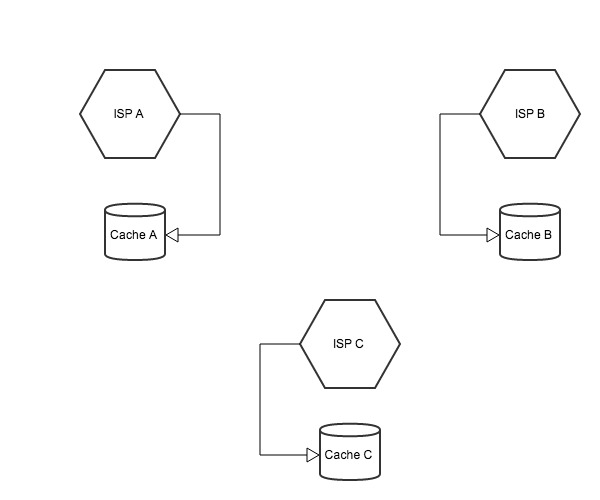 ISP A
ISP B
Cache A
Cache B
ISP C
Cache C